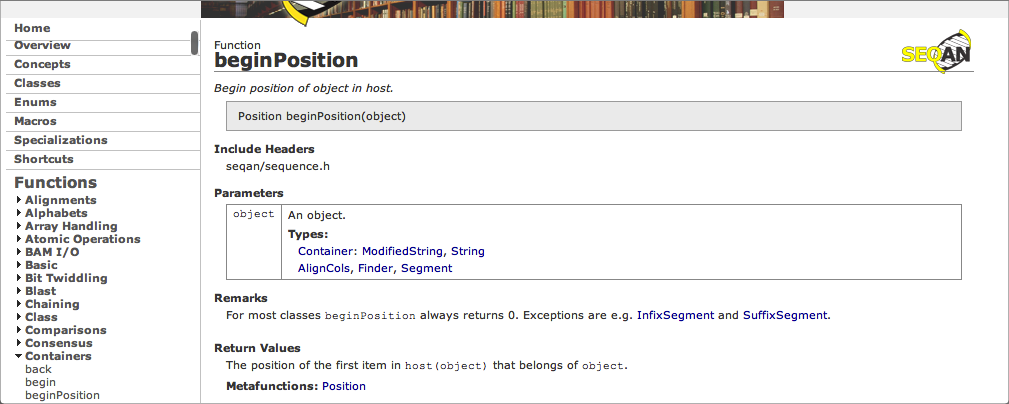 Home
Overview
Concepts
Classes
Enums
Macros
Specializations
Shortcuts
Functions
Alignments
Alphabets
Array Handling
Atomic Operations
BAM I/O
Basic
Bit Twiddling
Blast
Chaining
Class
Comparisons
Consensus
Containers
back
begin
beginPosition
Function
beginPosition
SEQAN
Begin position of object in host.
Position beginPosition(object)
Include Headers
seqan/sequence.h
Parameters
object An object.
Types:
Container: ModifiedString, String
AlignCols, Finder, Segment
Remarks
For most classes beginPosition always returns 0. Exceptions are e.g. InfixSegment and SuffixSegment.
Return Values
The position of the first item in host(object) that belongs of object.
Metafunctions: Position